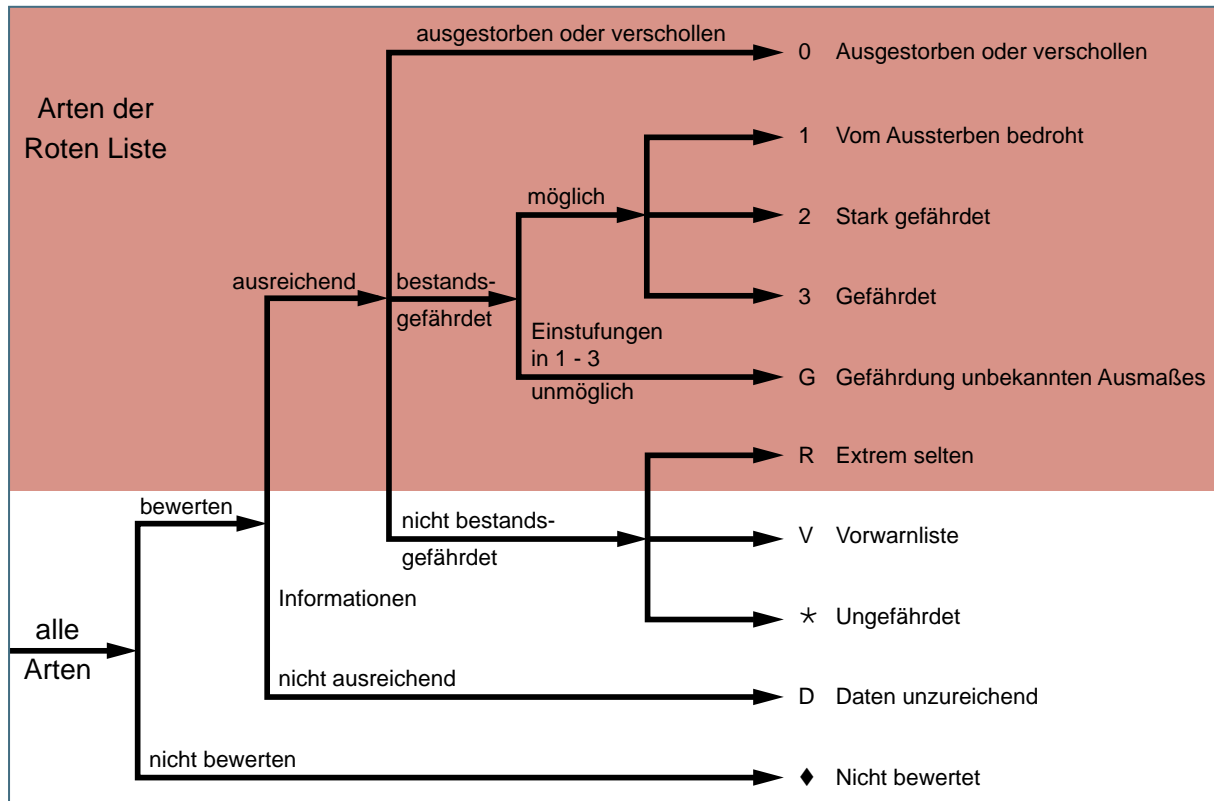 ausgestorben oder verschollen
0 Ausgestorben oder verschollen
Arten der
Roten Liste
1 Vom Aussterben bedroht
möglich
2 Stark gefährdet
ausreichend
bestands-
gefährdet
3 Gefährdet
Einstufungen
in 1 - 3
unmöglich
G Gefährdung unbekannten Ausmaßes
R Extrem selten
bewerten
nicht bestands-
gefährdet
V Vorwarnliste
Informationen
* Ungefährdet
alle
Arten
nicht ausreichend
D Daten unzureichend
nicht bewerten
♦ Nicht bewertet